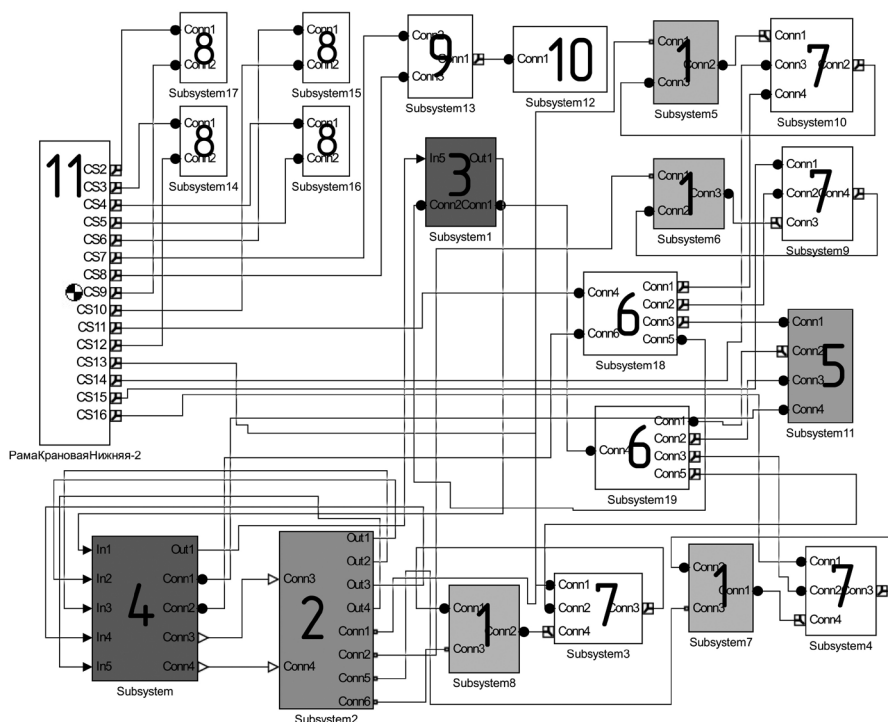 Conn1
8
Conn2
Subsystem17
Conn1
8
Conn2
Subsystem15
Conn2
9
Conn1
Conn3
Subsystem13
Conn1
10
Subsystem12
Conn1
1
Conn2
Conn3
Subsystem5
Conn1
Conn3
7
Conn2
Conn4
Subsystem10
Conn1
8
Conn2
Subsystem14
Conn1
8
Conn2
Subsystem16
11
CS2
CS3
CS4
CS5
CS6
CS7
CS8
CS9
CS10
CS11
CS12
CS13
CS14
CS15
CS16
РамаКрановаяНижняя-2
In5
Out1
3
Conn2
Conn1
Subsystem1
Conn1
1
Conn3
Conn2
Subsystem6
Conn1
7
Conn2
Conn4
Conn3
Subsystem9
Conn4
6
Conn6
Conn1
Conn2
Conn3
Conn5
Subsystem18
Conn1
Conn2
5
Conn3
Conn4
Subsystem11
Conn4
6
Conn1
Conn2
Conn3
Conn5
Subsystem19
In1
In2
In3
In4
In5
4
Out1
Conn1
Conn2
Conn3
Conn4
Subsystem
Conn3
Conn4
2
Out1
Out2
Out3
Out4
Conn1
Conn2
Conn5
Conn6
Subsystem2
Conn1
1
Conn2
Conn3
Subsystem8
Conn1
Conn2
7
Conn3
Conn4
Subsystem3
Conn2
1
Conn1
Conn3
Subsystem7
Conn1
Conn2
7
Conn3
Conn4
Subsystem4